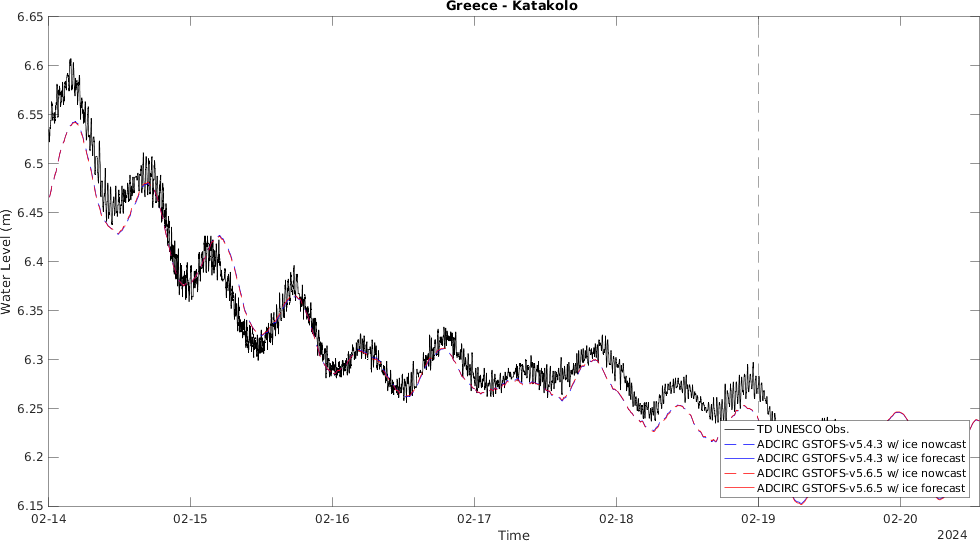 Greece - Katakolo
6.65
6.6
6.55
6.5
6.45
6.4
6.35
6.3
6.25
6.2
6.15
Water Level (m)
TD UNESCO Obs.
ADCIRC GSTOFS-v5.4.3 w/ ice nowcast
ADCIRC GSTOFS-v5.4.3 w/ ice forecast
ADCIRC GSTOFS-v5.6.5 w/ ice nowcast
ADCIRC GSTOFS-v5.6.5 w/ ice forecast
02-14 02-15 02-16 02-17 02-18 02-19 02-20
Time
2024